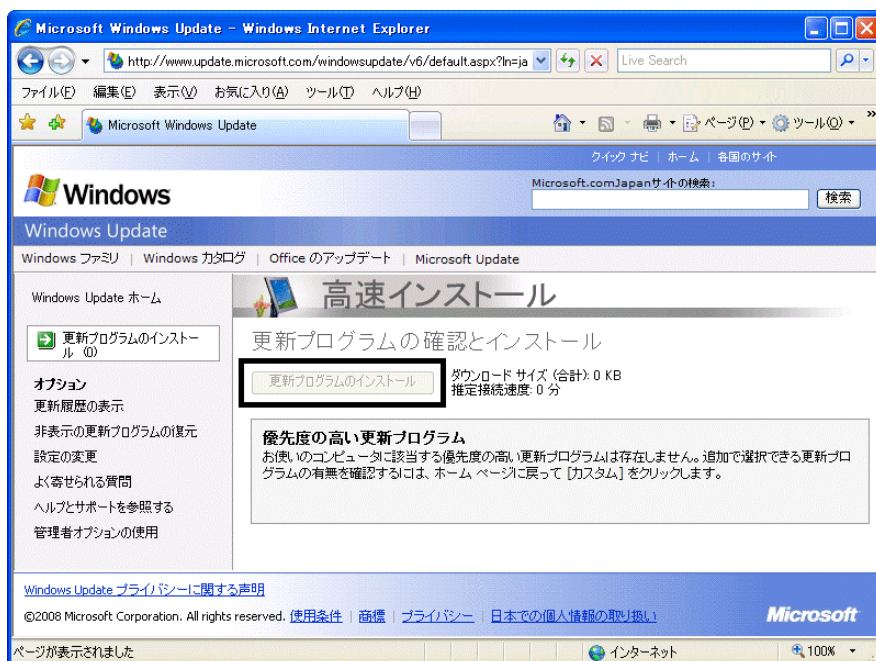 Microsoft Windows Update - Windows Internet Explorer
http://www.update.microsoft.com/windowsupdate/v6/default.aspx?ln=ja
Live Search
ファイル(F) 編集(E) 表示(V) お気に入り(A) ツール(T) ヘルプ(H)
Microsoft Windows Update
ページ(P) ツール(O)
クイック ナビ | ホーム | 各国のサイト
Windows
Microsoft.comJapanサイトの検索:
検索
Windows Update
Windows ファミリ | Windows カタログ | Office のアップデート | Microsoft Update
Windows Update ホーム
高速インストール
更新プログラムのインストー
ル (0)
更新プログラムの確認とインストール
更新プログラムのインストール
ダウンロード サイズ (合計): 0 KB
推定接続速度: 0 分
オプション
更新履歴の表示
非表示の更新プログラムの復元
設定の変更
よく寄せられる質問
ヘルプとサポートを参照する
管理者オプションの使用
優先度の高い更新プログラム
お使いのコンピュータに該当する優先度の高い更新プログラムは存在しません。追加で選択できる更新プロ
グラムの有無を確認するには、ホーム ページに戻って [カスタム] をクリックします。
Windows Update プライバシーに関する声明
©2008 Microsoft Corporation. All rights reserved. 使用条件 | 商標 | プライバシー | 日本での個人情報の取り扱い
Microsoft
ページが表示されました
インターネット
100%